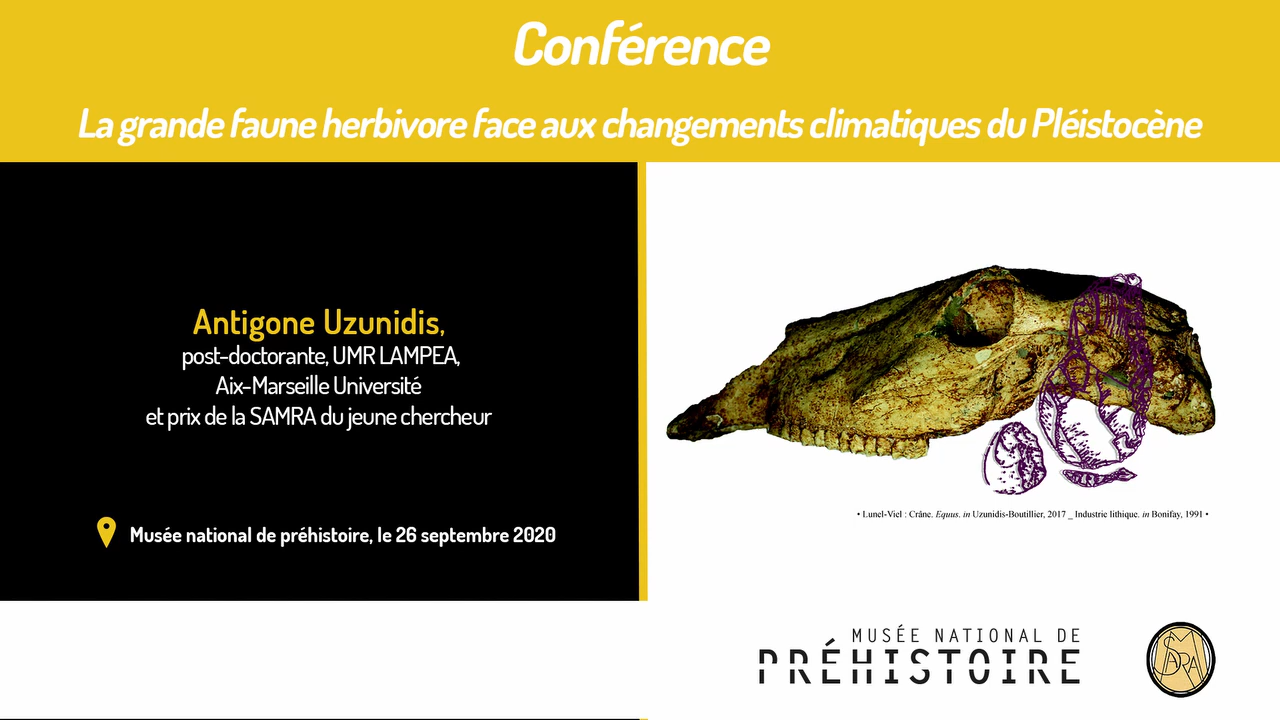 Conférence
La grande faune herbivore face aux changements climatiques du Pléistocène
Antigone Uzunidis,
post-doctorante, UMR LAMPEA,
Aix-Marseille Université
et prix de la SAMRA du jeune chercheur
Musée national de préhistoire, le 26 septembre 2020
• Lunel-Viel : Crâne. Equus. in Uzunidis-Boutillier, 2017 _ Industrie lithique. in Bonifay, 1991 •
MUSÉE NATIONAL DE
PRÉHISTOIRE
SAMRA